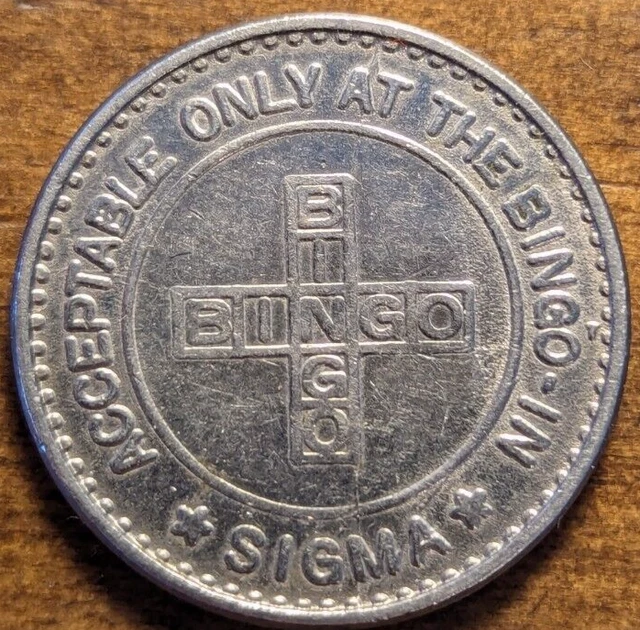 ACCEPTABLE ONLY AT THE BINGO-IN
BINGO
BINGO
★ SIGMA ★